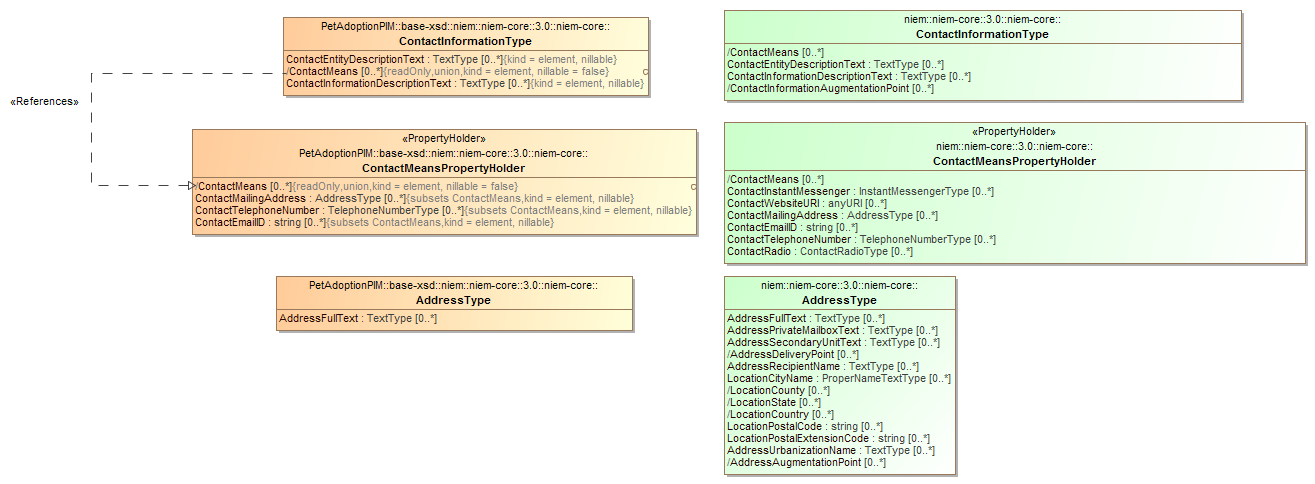 PetAdoptionPIM::base-xsd::niem::niem-core::3.0::niem-core::
ContactInformationType
ContactEntityDescriptionText : TextType [0..*]{kind = element, nillable}
/ContactMeans [0..*]{readOnly,union,kind = element, nillable = false} c
ContactInformationDescriptionText : TextType [0..*]{kind = element, nillable}
niem::niem-core::3.0::niem-core::
ContactInformationType
/ContactMeans [0..*]
ContactEntityDescriptionText : TextType [0..*]
ContactInformationDescriptionText : TextType [0..*]
/ContactInformationAugmentationPoint [0..*]
«References»
«PropertyHolder»
PetAdoptionPIM::base-xsd::niem::niem-core::3.0::niem-core::
ContactMeansPropertyHolder
/ContactMeans [0..*]{readOnly,union,kind = element, nillable = false} c
ContactMailingAddress : AddressType [0..*]{subsets ContactMeans,kind = element, nillable}
ContactTelephoneNumber : TelephoneNumberType [0..*]{subsets ContactMeans,kind = element, nillable}
ContactEmailID : string [0..*]{subsets ContactMeans,kind = element, nillable}
«PropertyHolder»
niem::niem-core::3.0::niem-core::
ContactMeansPropertyHolder
/ContactMeans [0..*]
ContactInstantMessenger : InstantMessengerType [0..*]
ContactWebsiteURI : anyURI [0..*]
ContactMailingAddress : AddressType [0..*]
ContactEmailID : string [0..*]
ContactTelephoneNumber : TelephoneNumberType [0..*]
ContactRadio : ContactRadioType [0..*]
PetAdoptionPIM::base-xsd::niem::niem-core::3.0::niem-core::
AddressType
AddressFullText : TextType [0..*]
niem::niem-core::3.0::niem-core::
AddressType
AddressFullText : TextType [0..*]
AddressPrivateMailboxText : TextType [0..*]
AddressSecondaryUnitText : TextType [0..*]
/AddressDeliveryPoint [0..*]
AddressRecipientName : TextType [0..*]
LocationCityName : ProperNameTextType [0..*]
/LocationCounty [0..*]
/LocationState [0..*]
/LocationCountry [0..*]
LocationPostalCode : string [0..*]
LocationPostalExtensionCode : string [0..*]
AddressUrbanizationName : TextType [0..*]
/AddressAugmentationPoint [0..*]